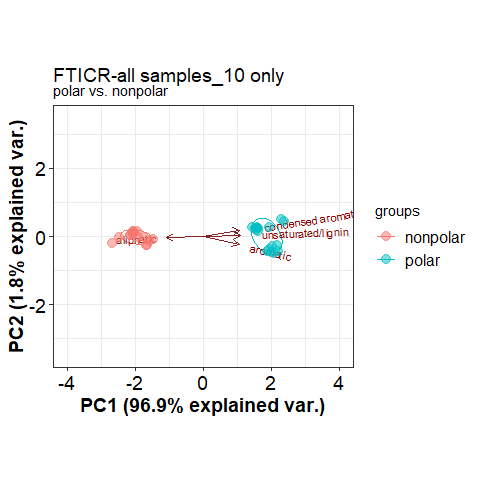 FTICR-all samples_10 only
polar vs. nonpolar
PC2 (1.8% explained var.)
2
0
-2
aliphatic
condensed aromat
unsaturated/lignin
aromatic
-4
-2
0
2
4
PC1 (96.9% explained var.)
groups
nonpolar
polar